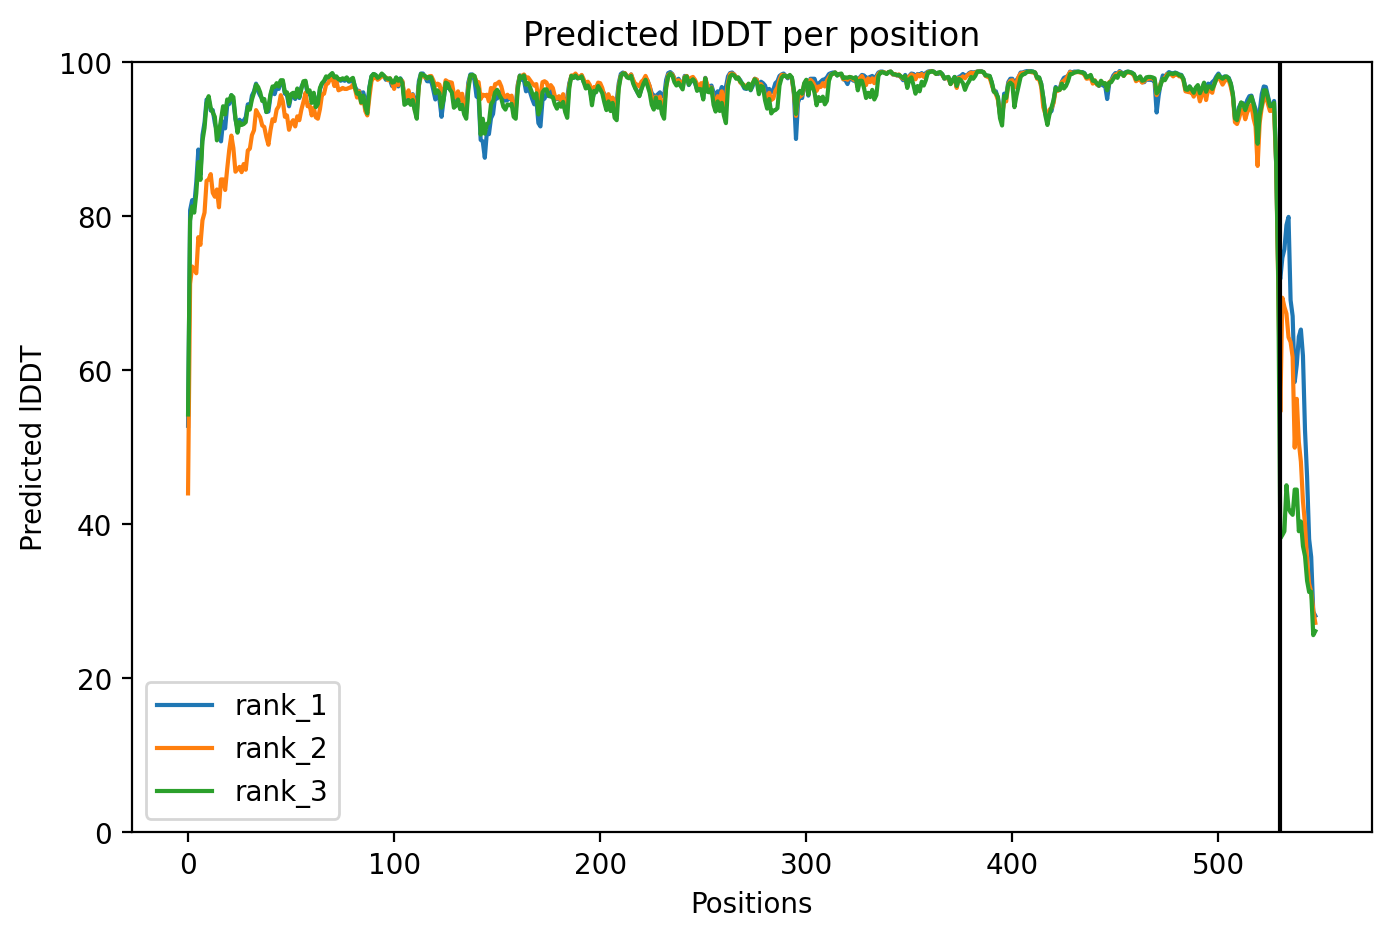 Predicted lDDT per position
100
80
60
40
20
0
Predicted lDDT
rank_1
rank_2
rank_3
0 100 200 300 400 500
Positions